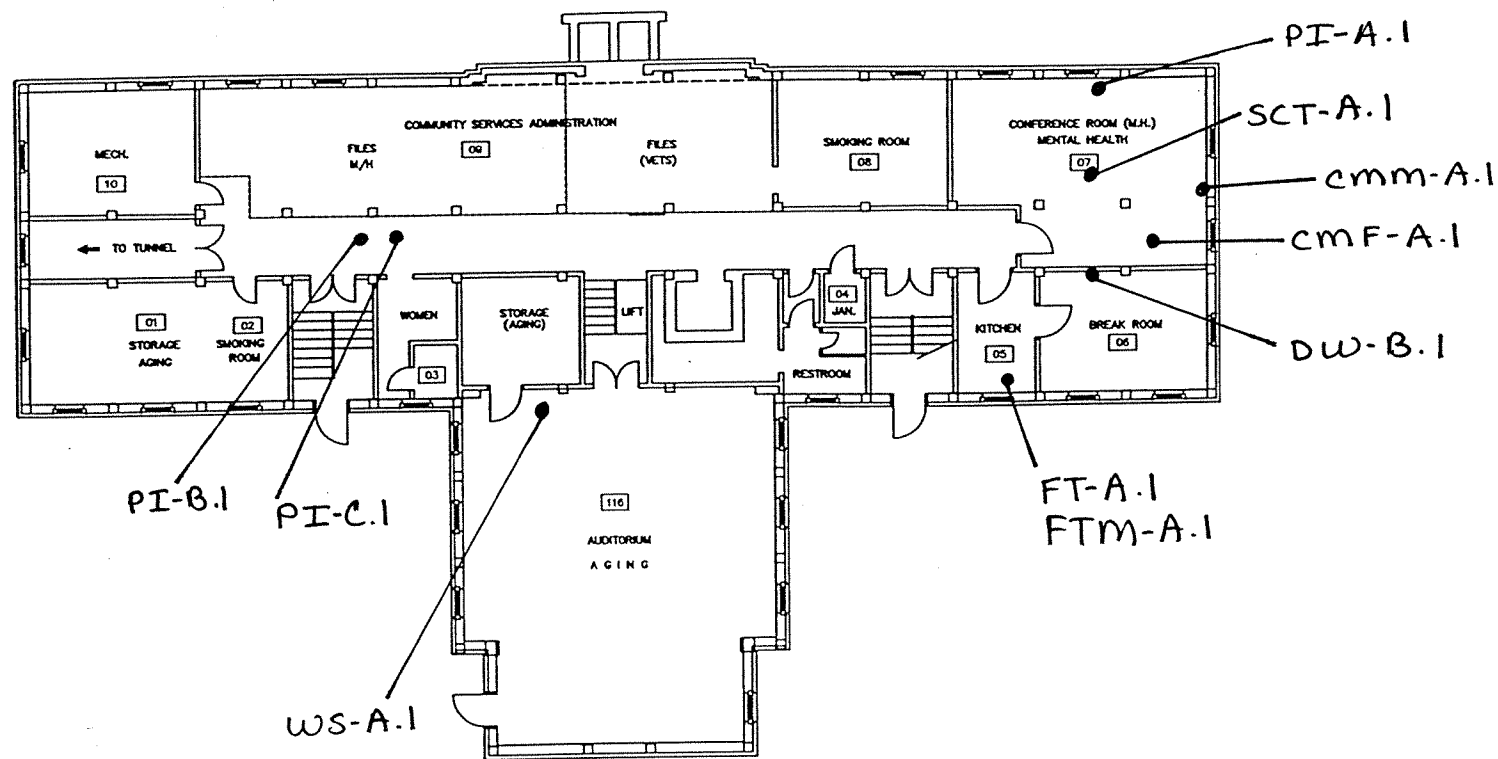 PI-A.1
SCT-A.1
CMM-A.1
CMF-A.1
DW-B.1
FT-A.1
FTM-A.1
PI-B.1
PI-C.1
WS-A.1
COMMUNITY SERVICES ADMINISTRATION
09
FILES
M/H
FILES
(VETS)
SMOKING ROOM
08
CONFERENCE ROOM (M.H.)
MENTAL HEALTH
07
MECH.
10
← TO TUNNEL
01
STORAGE
AGING
02
SMOKING
ROOM
WOMEN
03
STORAGE
(AGING)
LIFT
04
JAN.
RESTROOM
KITCHEN
05
BREAK ROOM
06
116
AUDITORIUM
AGING